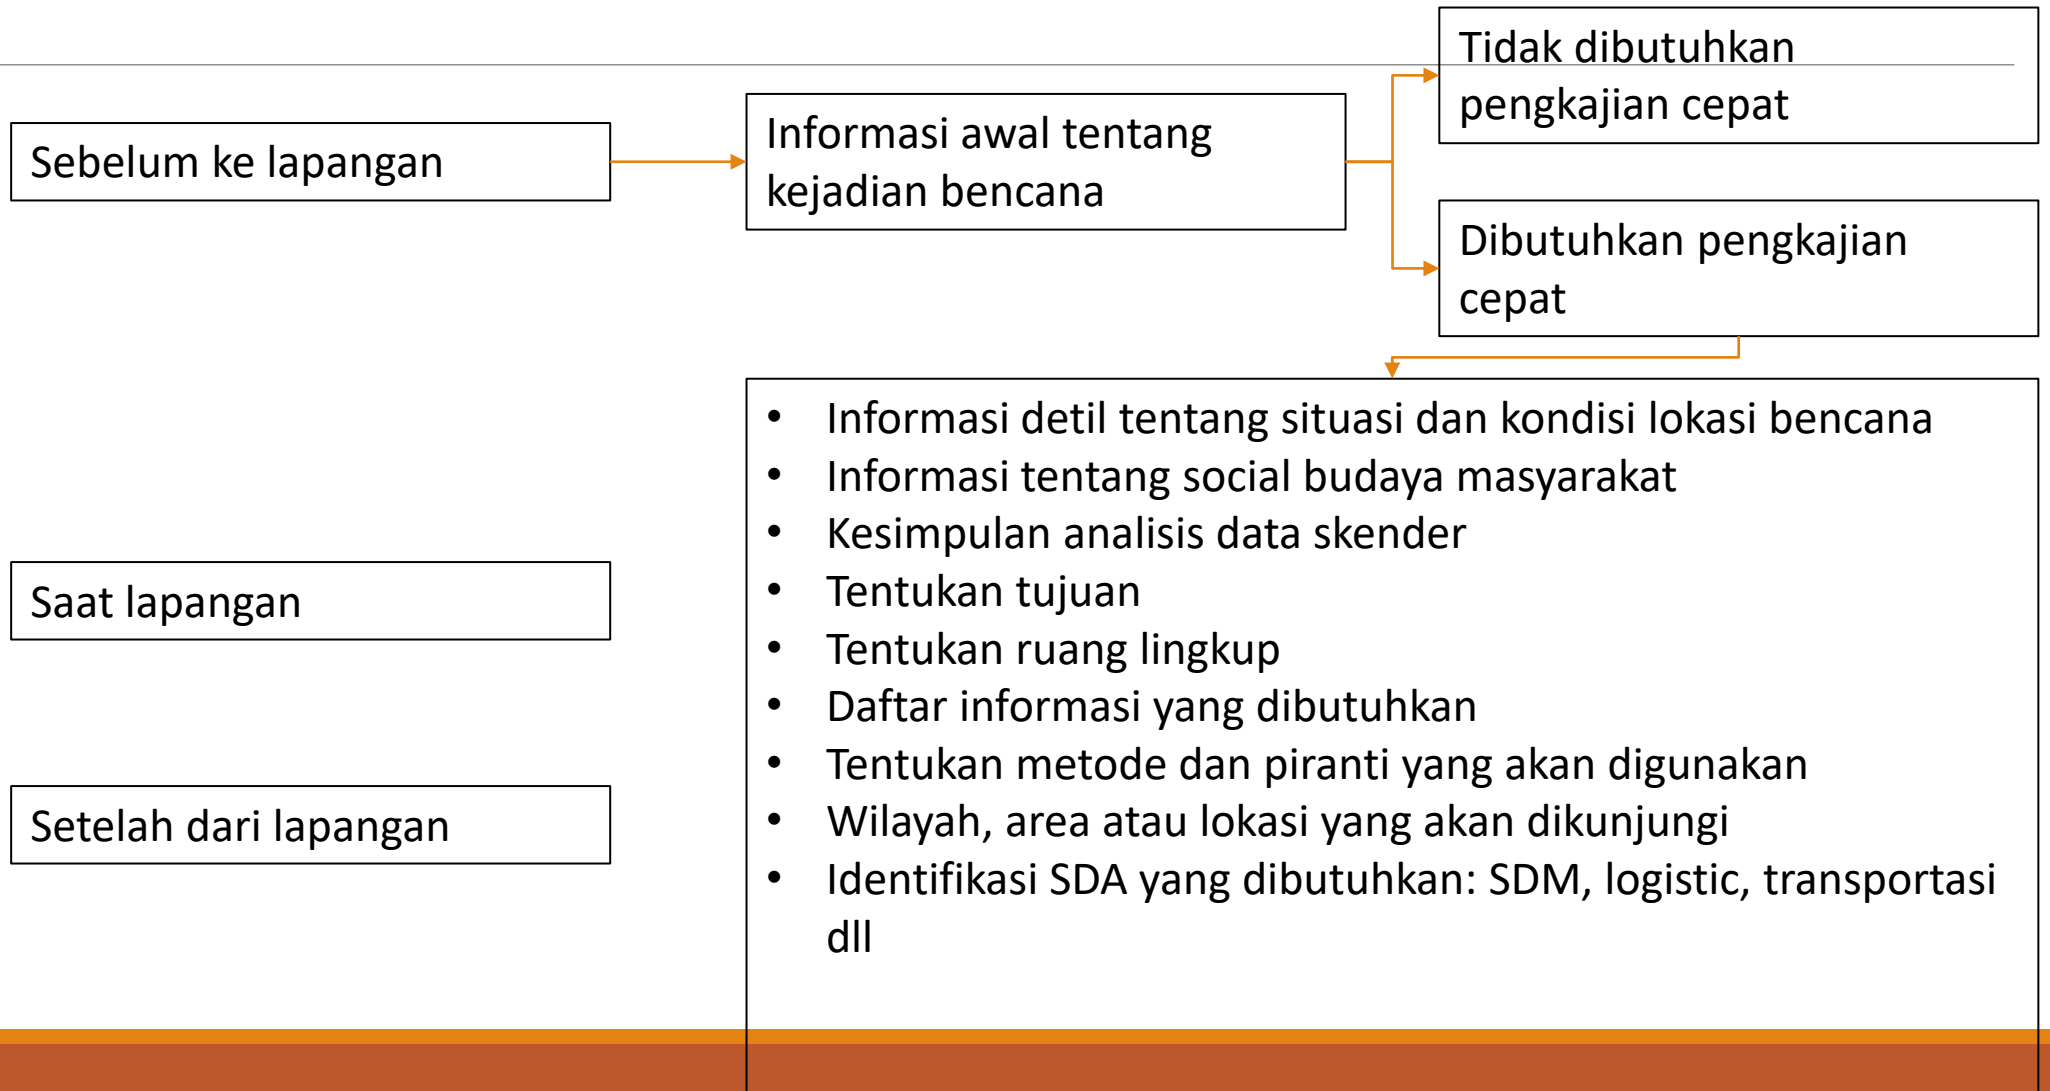 Sebelum ke lapangan
Informasi awal tentang
kejadian bencana
Tidak dibutuhkan
pengkajian cepat
Dibutuhkan pengkajian
cepat
Saat lapangan
Setelah dari lapangan
• Informasi detil tentang situasi dan kondisi lokasi bencana
• Informasi tentang social budaya masyarakat
• Kesimpulan analisis data skender
• Tentukan tujuan
• Tentukan ruang lingkup
• Daftar informasi yang dibutuhkan
• Tentukan metode dan piranti yang akan digunakan
• Wilayah, area atau lokasi yang akan dikunjungi
• Identifikasi SDA yang dibutuhkan: SDM, logistic, transportasi
dll